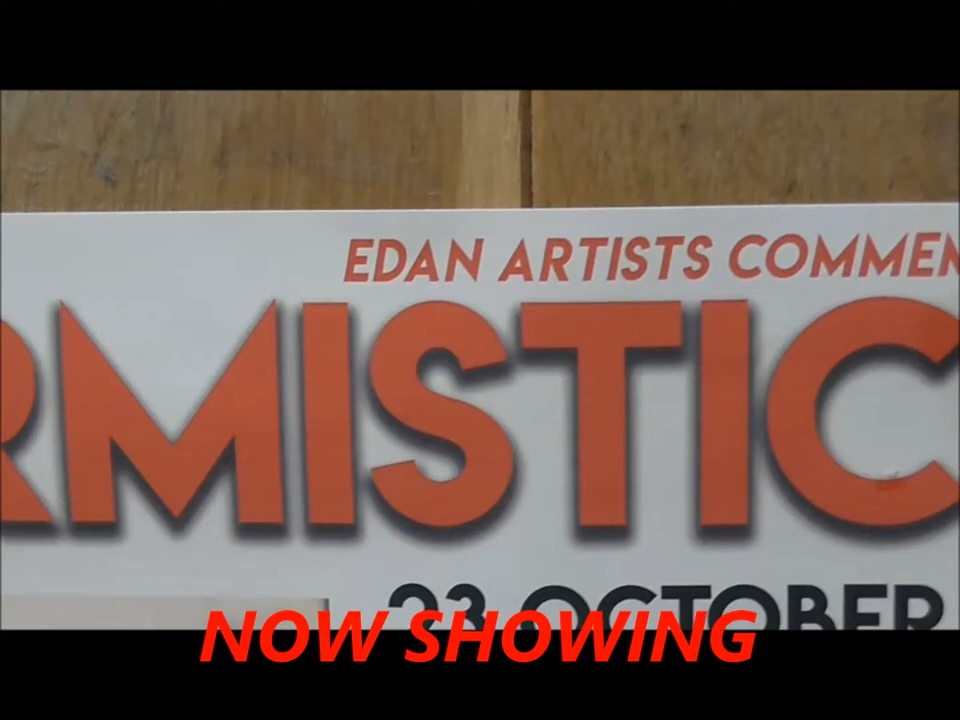 EDAN ARTISTS COMMEN
RMISTIC
23 OCTOBER
NOW SHOWING